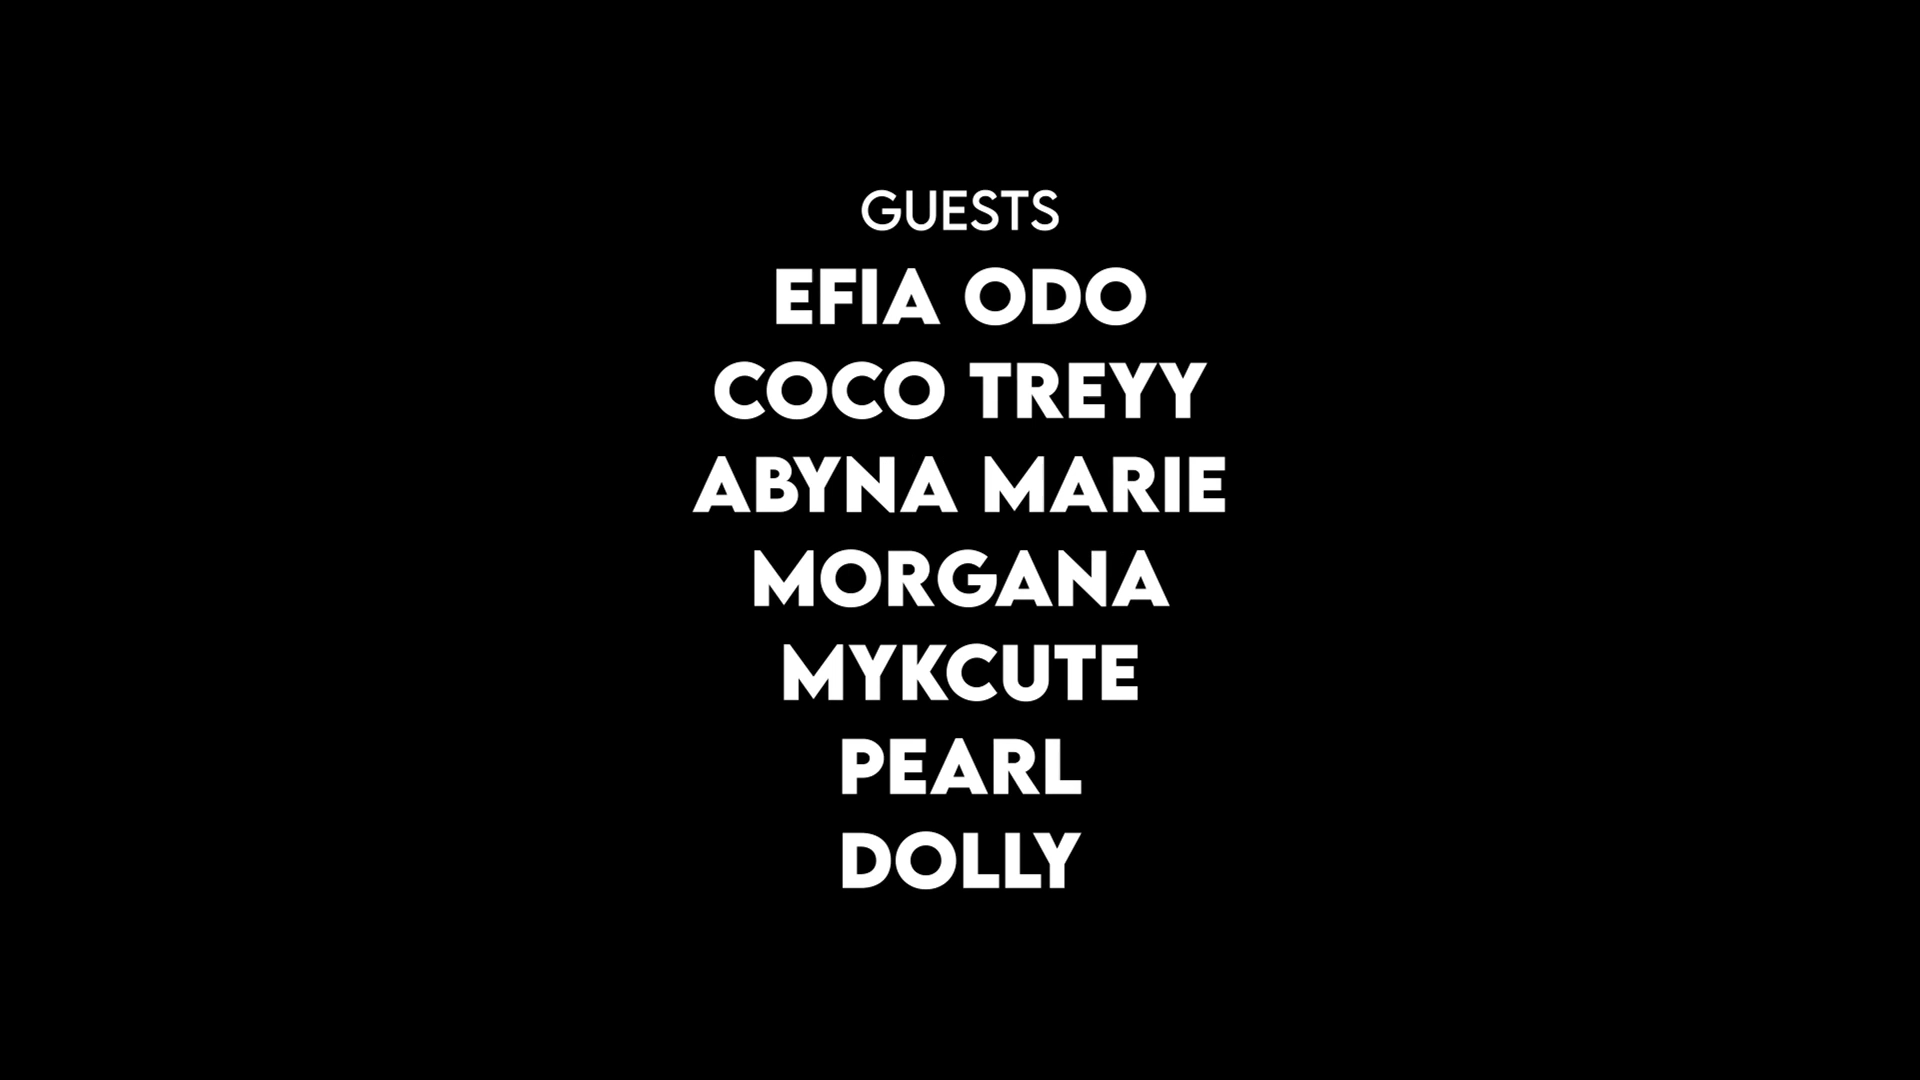 GUESTS
EFIA ODO
COCO TREYY
ABYNA MARIE
MORGANA
MYKCUTE
PEARL
DOLLY